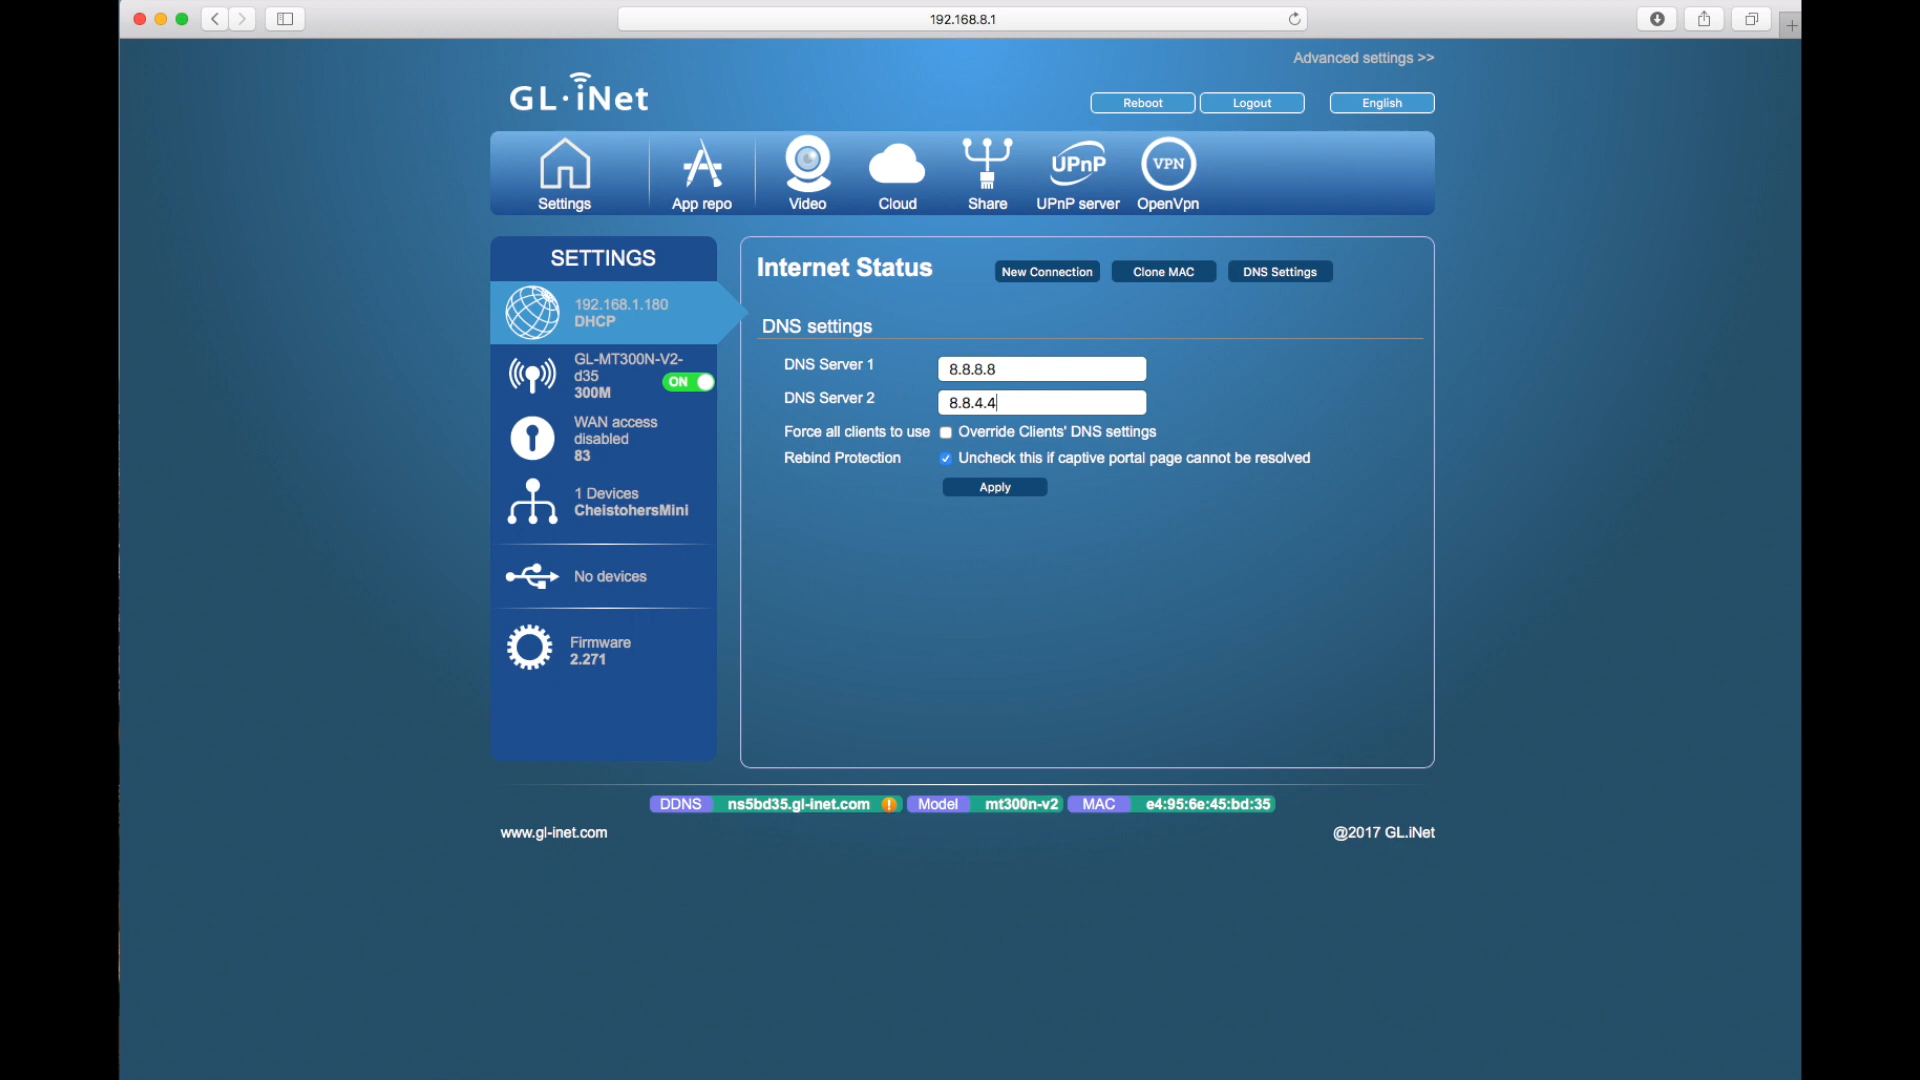 192.168.8.1
Advanced settings >>
GL·iNet
Reboot
Logout
English
Settings
App repo
Video
Cloud
Share
UPnP
UPnP server
VPN
OpenVpn
SETTINGS
192.168.1.180
DHCP
GL-MT300N-V2-
d35
300M
ON
WAN access
disabled
83
1 Devices
CheistohersMini
No devices
Firmware
2.271
Internet Status
New Connection
Clone MAC
DNS Settings
DNS settings
DNS Server 1
8.8.8.8
DNS Server 2
8.8.4.4
Force all clients to use
Override Clients' DNS settings
Rebind Protection
Uncheck this if captive portal page cannot be resolved
Apply
DDNS ns5bd35.gl-inet.com ! Model mt300n-v2 MAC e4:95:6e:45:bd:35
www.gl-inet.com
@2017 GL.iNet